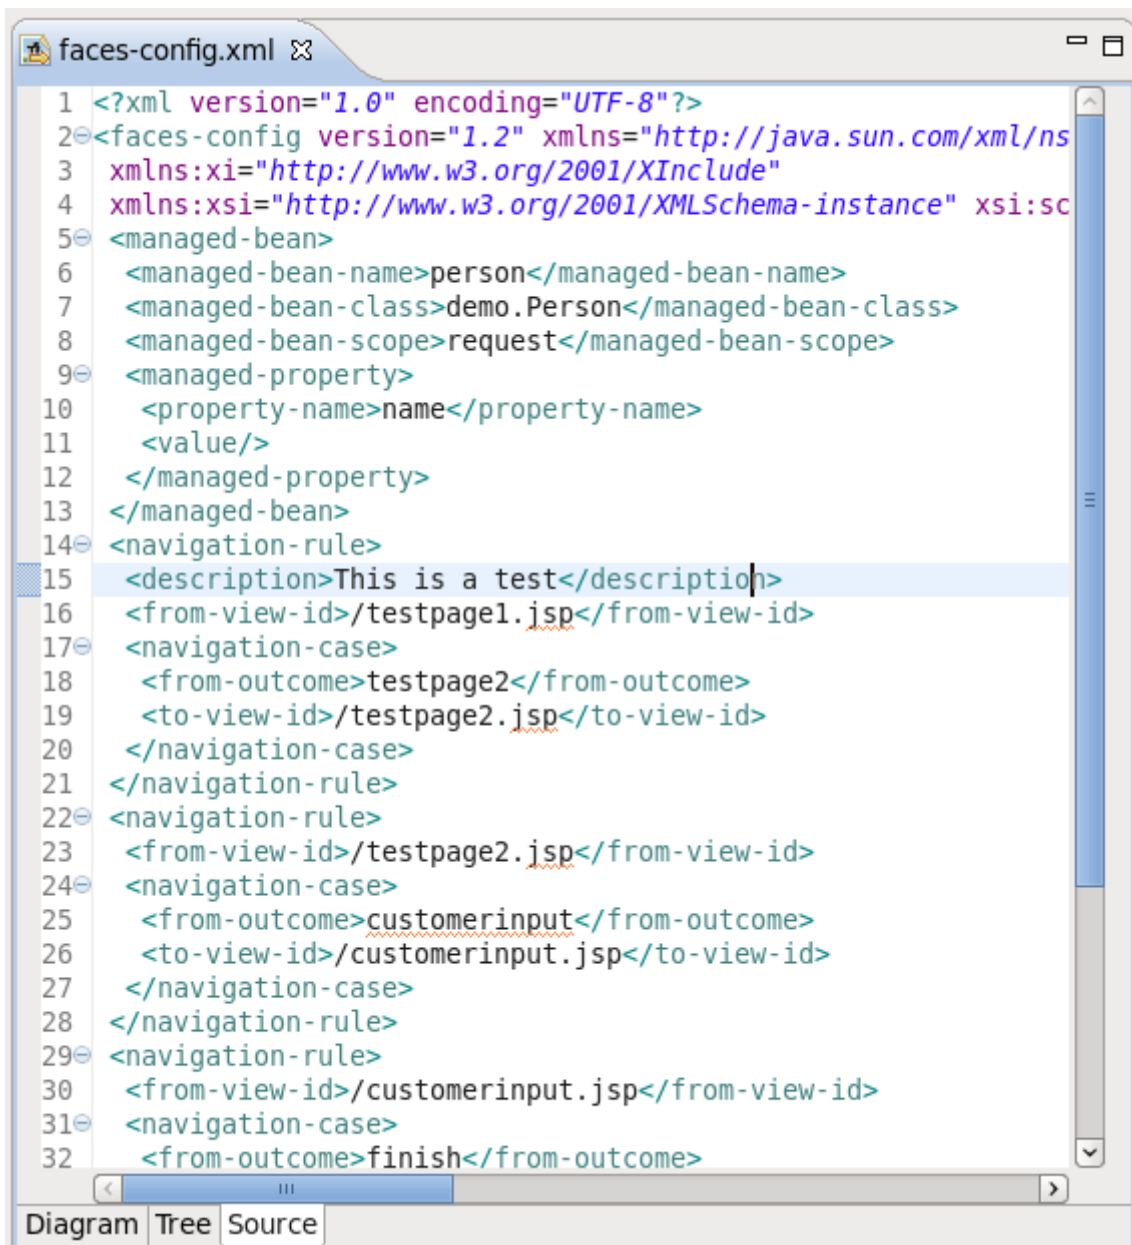 faces-config.xml
1 <?xml version="1.0" encoding="UTF-8"?>
2 <faces-config version="1.2" xmlns="http://java.sun.com/xml/ns
3 xmlns:xi="http://www.w3.org/2001/XInclude"
4 xmlns:xsi="http://www.w3.org/2001/XMLSchema-instance" xsi:sc
5 <managed-bean>
6 <managed-bean-name>person</managed-bean-name>
7 <managed-bean-class>demo.Person</managed-bean-class>
8 <managed-bean-scope>request</managed-bean-scope>
9 <managed-property>
10 <property-name>name</property-name>
11 <value/>
12 </managed-property>
13 </managed-bean>
14 <navigation-rule>
15 <description>This is a test</description>
16 <from-view-id>/testpage1.jsp</from-view-id>
17 <navigation-case>
18 <from-outcome>testpage2</from-outcome>
19 <to-view-id>/testpage2.jsp</to-view-id>
20 </navigation-case>
21 </navigation-rule>
22 <navigation-rule>
23 <from-view-id>/testpage2.jsp</from-view-id>
24 <navigation-case>
25 <from-outcome>customerinput</from-outcome>
26 <to-view-id>/customerinput.jsp</to-view-id>
27 </navigation-case>
28 </navigation-rule>
29 <navigation-rule>
30 <from-view-id>/customerinput.jsp</from-view-id>
31 <navigation-case>
32 <from-outcome>finish</from-outcome>
Diagram Tree Source